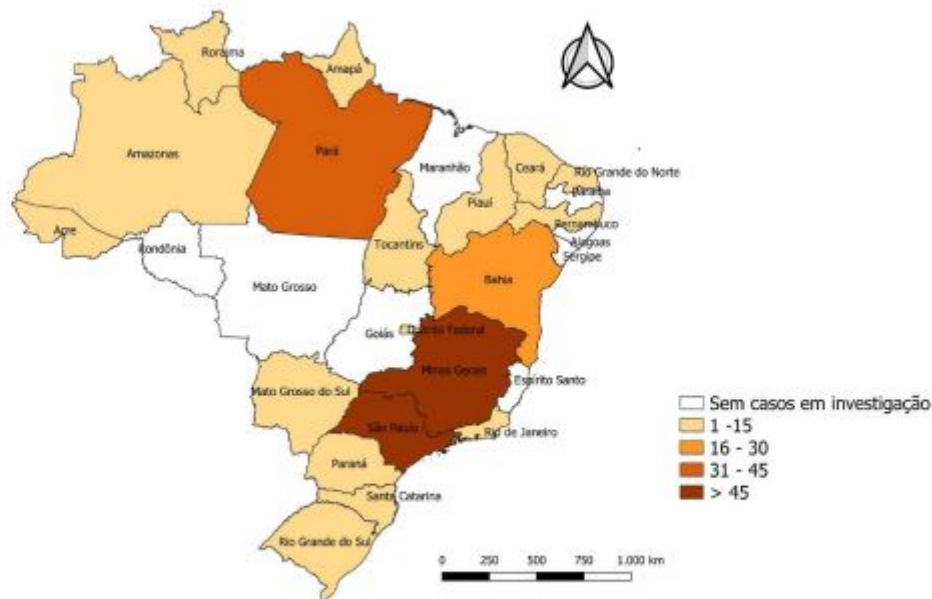 Roraima
Amapá
Amazonas
Pará
Maranhão
Ceará
Rio Grande do Norte
Paraíba
Piauí
Pernambuco
Acre
Tocantins
Alagoas
Rondônia
Sergipe
Mato Grosso
Bahia
Goiás
Distrito Federal
Minas Gerais
Espírito Santo
Mato Grosso do Sul
São Paulo
Rio de Janeiro
Paraná
Santa Catarina
Rio Grande do Sul
Sem casos em investigação
1 -15
16 - 30
31 - 45
> 45
0 250 500 750 1.000 km